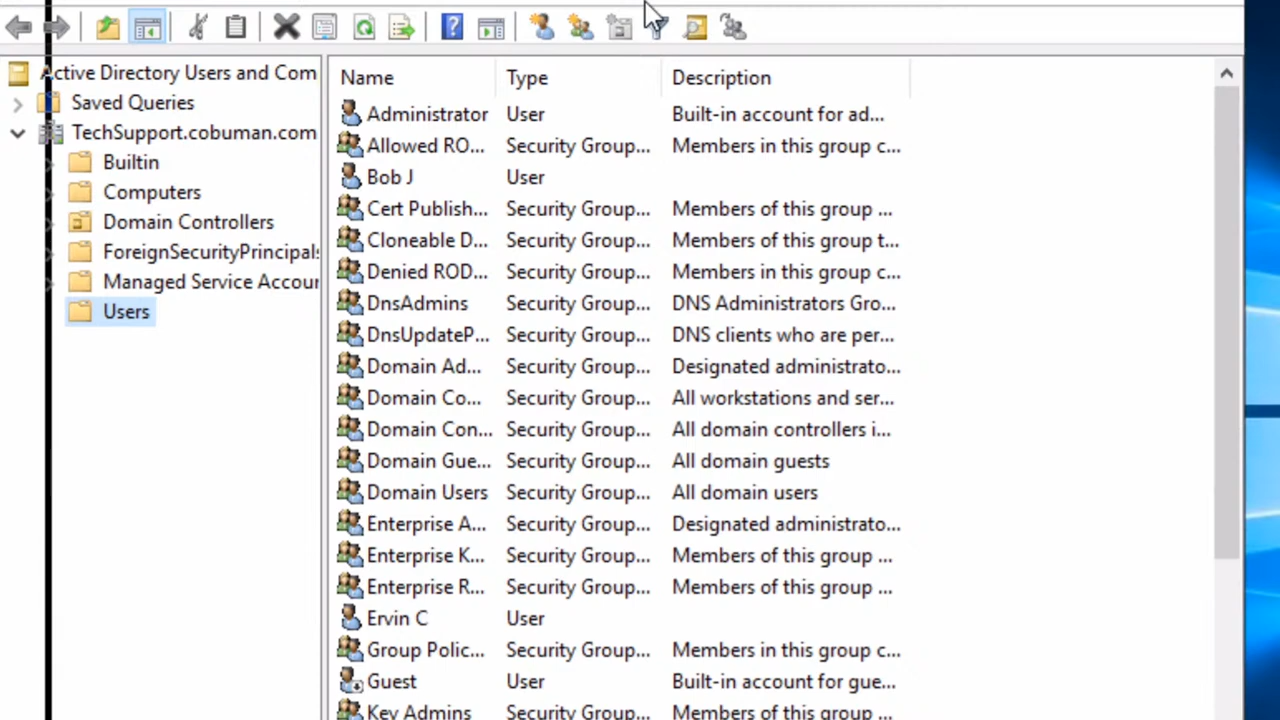 Active Directory Users and Com
Saved Queries
TechSupport.cobuman.com
Builtin
Computers
Domain Controllers
ForeignSecurityPrincipals
Managed Service Accour
Users
Name Type Description
Administrator User Built-in account for ad...
Allowed RO... Security Group... Members in this group c...
Bob J User
Cert Publish... Security Group... Members of this group ...
Cloneable D... Security Group... Members of this group t...
Denied ROD... Security Group... Members in this group c...
DnsAdmins Security Group... DNS Administrators Gro...
DnsUpdateP... Security Group... DNS clients who are per...
Domain Ad... Security Group... Designated administrato...
Domain Co... Security Group... All workstations and ser...
Domain Con... Security Group... All domain controllers i...
Domain Gue... Security Group... All domain guests
Domain Users Security Group... All domain users
Enterprise A... Security Group... Designated administrato...
Enterprise K... Security Group... Members of this group ...
Enterprise R... Security Group... Members of this group ...
Ervin C User
Group Polic... Security Group... Members in this group c...
Guest User Built-in account for gue...
Key Admins Security Group... Members of this group ...